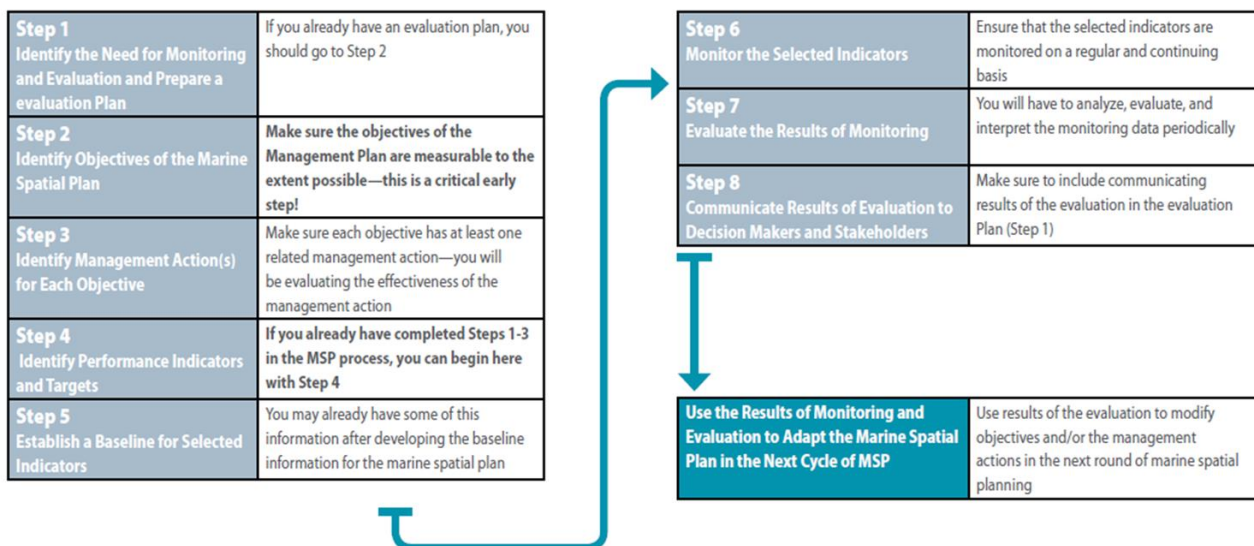 Step 1
Identify the Need for Monitoring
and Evaluation and Prepare a
evaluation Plan
If you already have an evaluation plan, you
should go to Step 2
Step 2
Identify Objectives of the Marine
Spatial Plan
Make sure the objectives of the
Management Plan are measurable to the
extent possible—this is a critical early
step!
Step 3
Identify Management Action(s)
for Each Objective
Make sure each objective has at least one
related management action—you will
be evaluating the effectiveness of the
management action
Step 4
Identify Performance Indicators
and Targets
If you already have completed Steps 1-3
in the MSP process, you can begin here
with Step 4
Step 5
Establish a Baseline for Selected
Indicators
You may already have some of this
information after developing the baseline
information for the marine spatial plan
Step 6
Monitor the Selected Indicators
Ensure that the selected indicators are
monitored on a regular and continuing
basis
Step 7
Evaluate the Results of Monitoring
You will have to analyze, evaluate, and
interpret the monitoring data periodically
Step 8
Communicate Results of Evaluation to
Decision Makers and Stakeholders
Make sure to include communicating
results of the evaluation in the evaluation
Plan (Step 1)
Use the Results of Monitoring and
Evaluation to Adapt the Marine Spatial
Plan in the Next Cycle of MSP
Use results of the evaluation to modify
objectives and/or the management
actions in the next round of marine spatial
planning